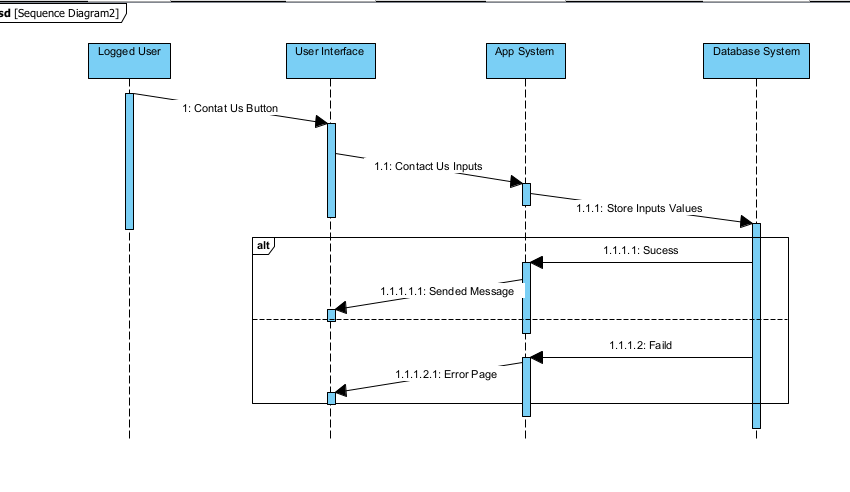 sd [Sequence Diagram2]
Logged User
User Interface
App System
Database System
1: Contat Us Button
1.1: Contact Us Inputs
1.1.1: Store Inputs Values
alt
1.1.1.1: Sucess
1.1.1.1.1: Sended Message
1.1.1.2: Faild
1.1.1.2.1: Error Page